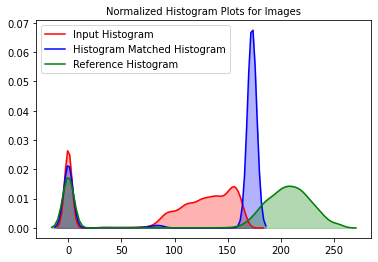 Normalized Histogram Plots for Images
0.07
0.06
0.05
0.04
0.03
0.02
0.01
0.00
Input Histogram
Histogram Matched Histogram
Reference Histogram
0 50 100 150 200 250